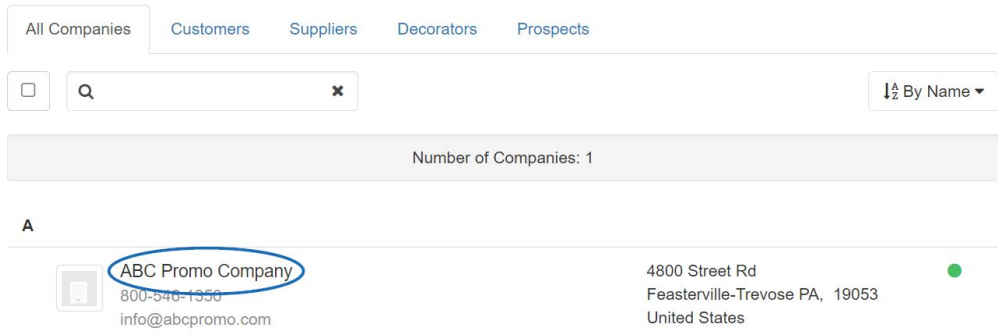 All Companies Customers Suppliers Decorators Prospects
By Name
Number of Companies: 1
A
ABC Promo Company 4800 Street Rd
800-546-1350 Feasterville-Trevose PA, 19053
info@abcpromo.com United States